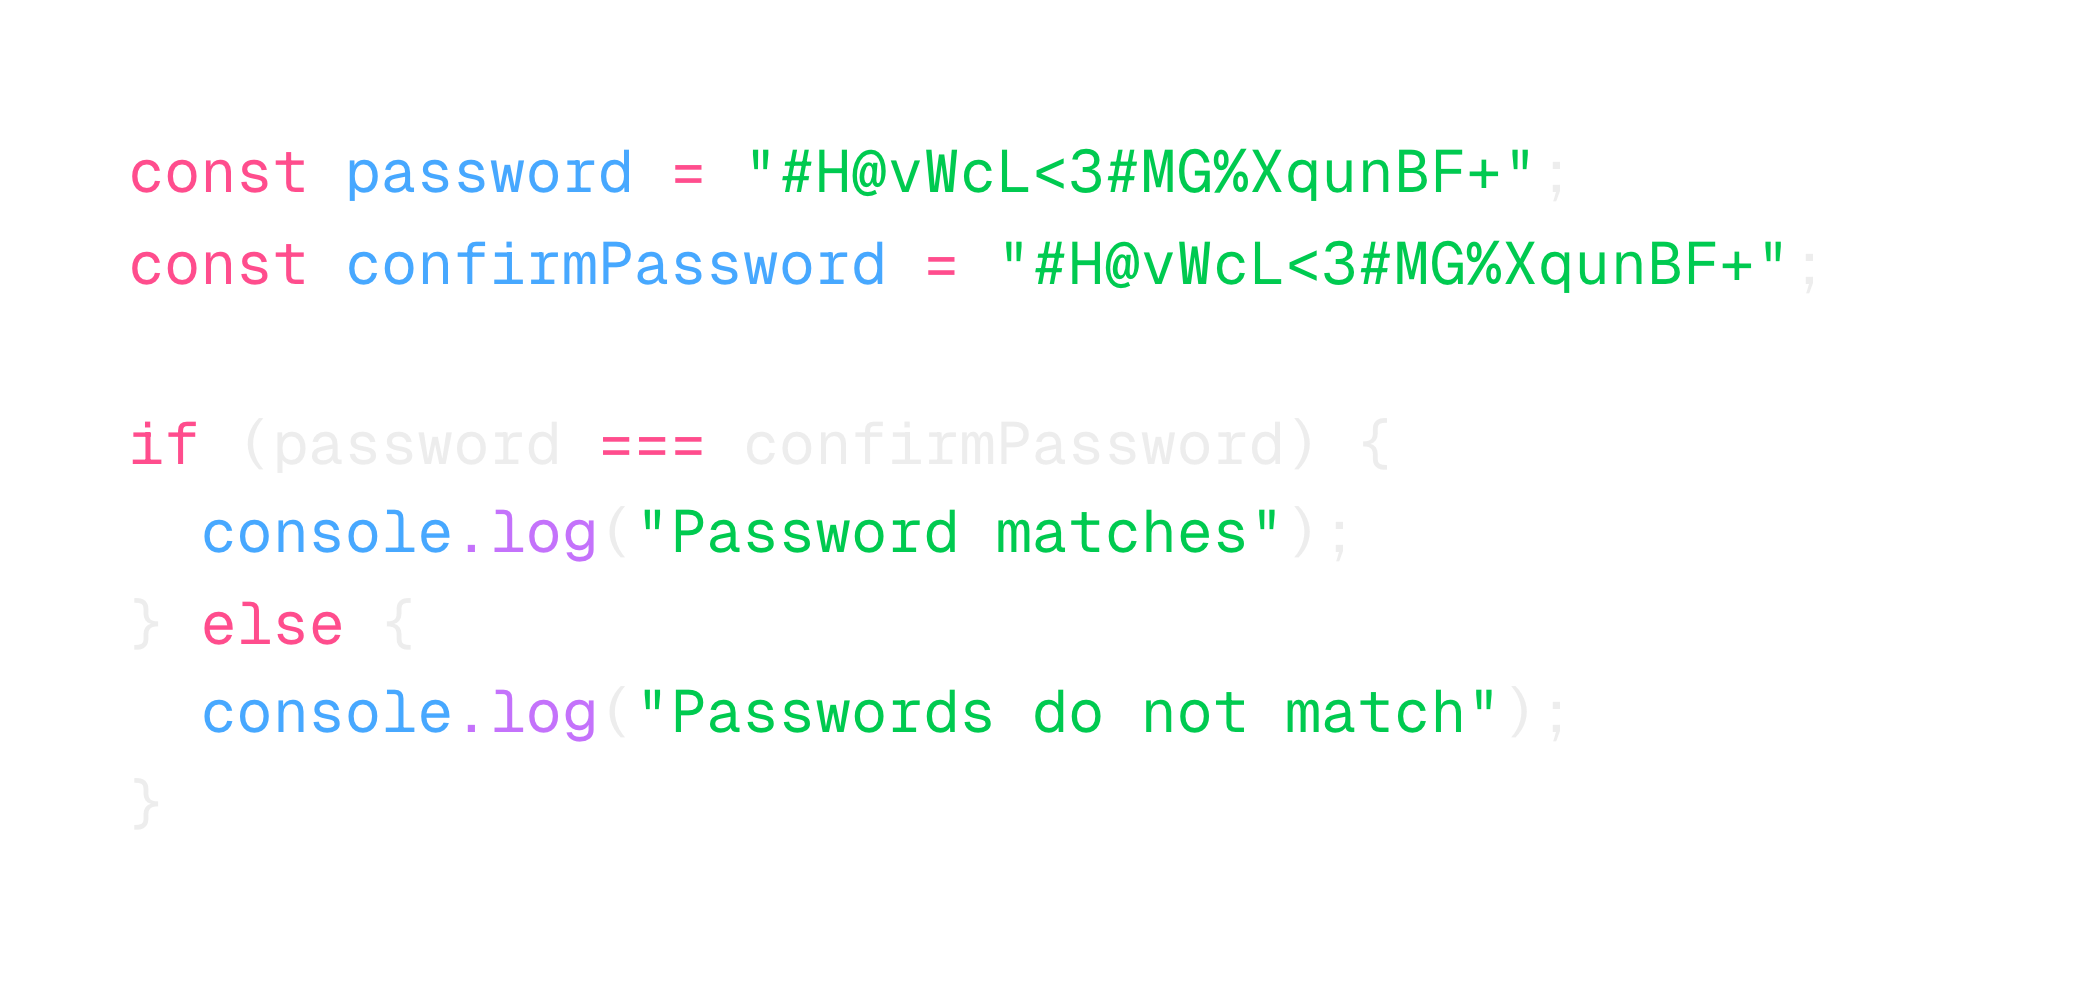 const password = "#H@vWcL<3#MG%XqunBF+";
const confirmPassword = "#H@vWcL<3#MG%XqunBF+";
if (password === confirmPassword) {
  console.log("Password matches");
} else {
  console.log("Passwords do not match");
}